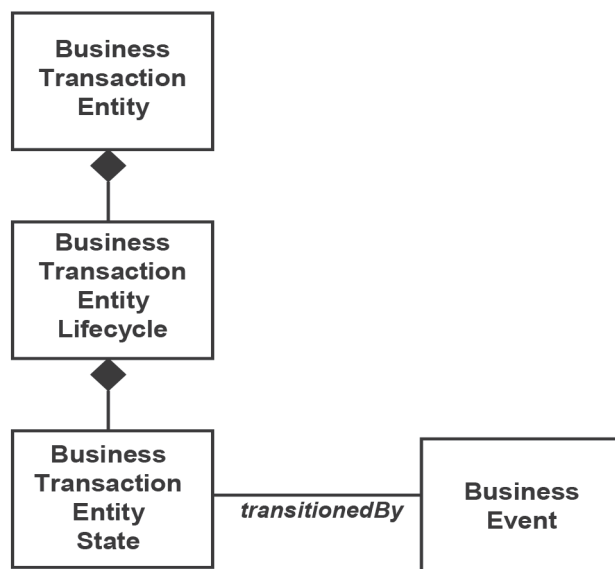 Business
Transaction
Entity
Business
Transaction
Entity
Lifecycle
Business
Transaction
Entity
State
transitionedBy
Business
Event